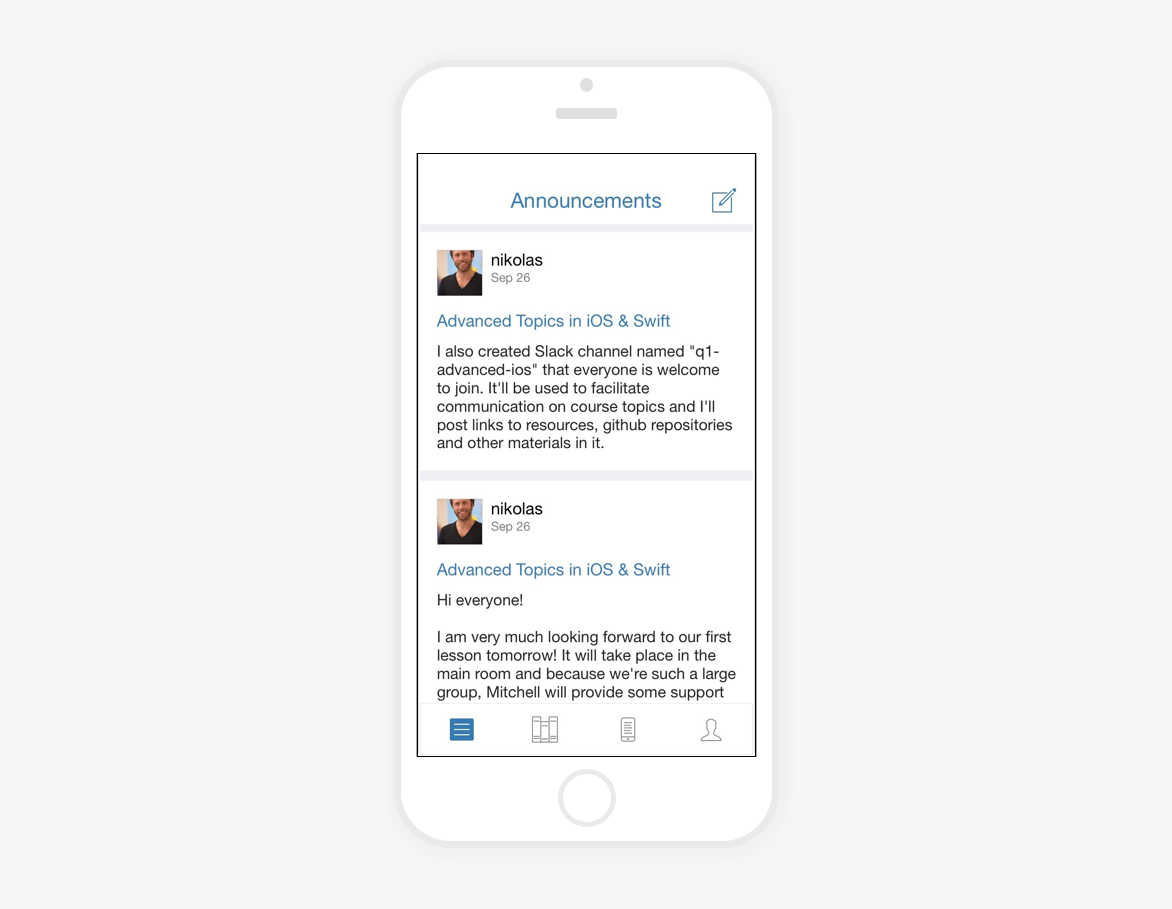 Announcements
nikolas
Sep 26
Advanced Topics in iOS & Swift
I also created Slack channel named "q1-
advanced-ios" that everyone is welcome
to join. It'll be used to facilitate
communication on course topics and I'll
post links to resources, github repositories
and other materials in it.
nikolas
Sep 26
Advanced Topics in iOS & Swift
Hi everyone!
I am very much looking forward to our first
lesson tomorrow! It will take place in the
main room and because we're such a large
group, Mitchell will provide some support